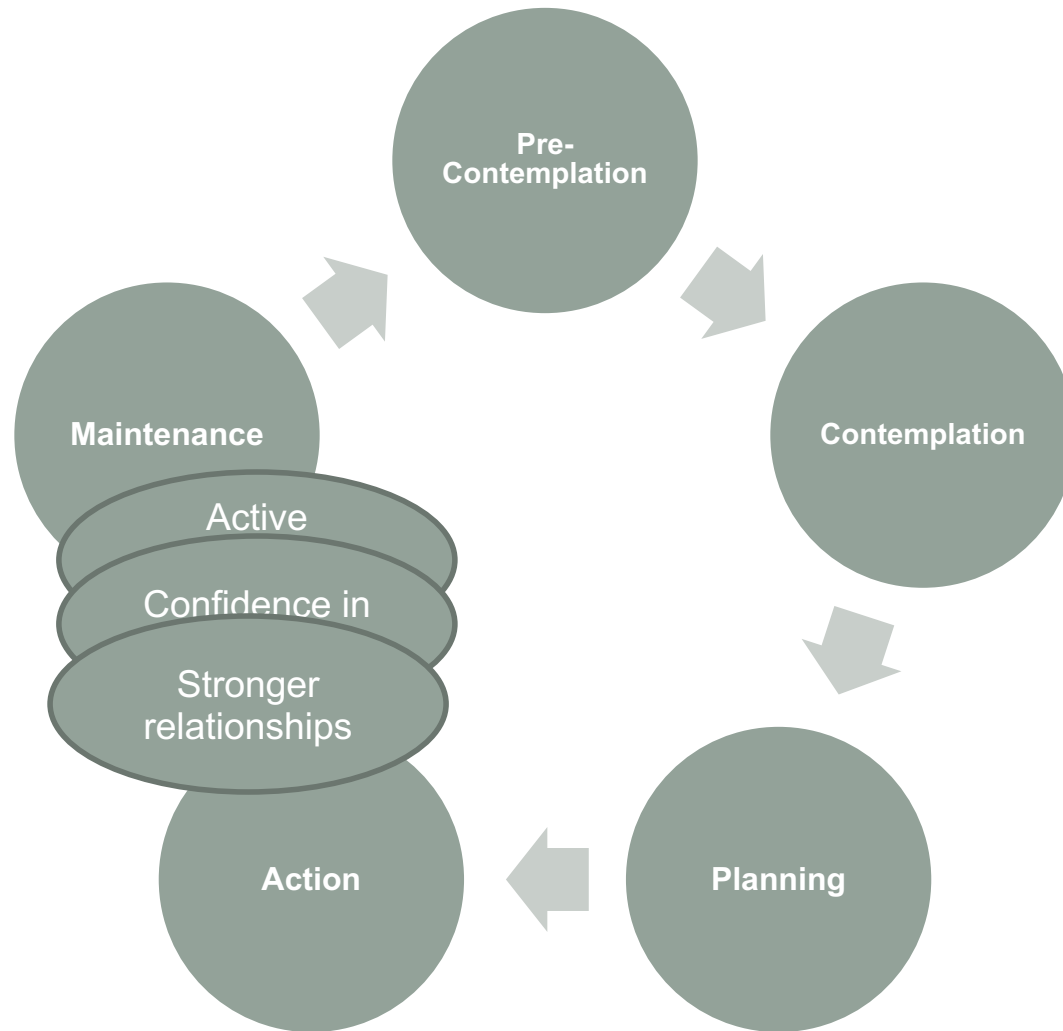 Pre-
Contemplation
Contemplation
Maintenance
Active
Confidence in
Stronger
relationships
Action
Planning